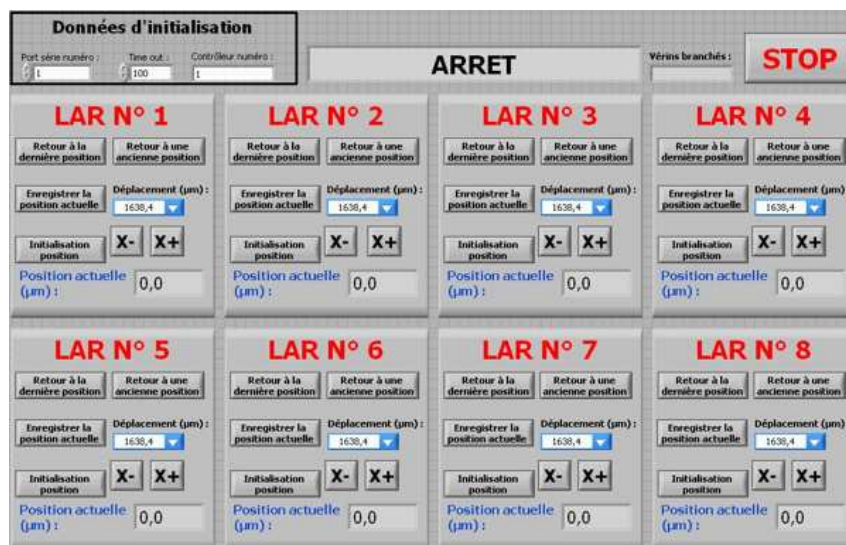 Données d'initialisation
Port série numéro : Time out : Contrôleur numéro :
1 100 1
ARRET
Vérins branchés :
STOP
LAR N° 1
Retour à la dernière position
Retour à une ancienne position
Enregistrer la position actuelle
Déplacement (µm) :
1638,4
Initialisation position
X- X+
Position actuelle (µm) :
0,0
LAR N° 2
Retour à la dernière position
Retour à une ancienne position
Enregistrer la position actuelle
Déplacement (µm) :
1638,4
Initialisation position
X- X+
Position actuelle (µm) :
0,0
LAR N° 3
Retour à la dernière position
Retour à une ancienne position
Enregistrer la position actuelle
Déplacement (µm) :
1638,4
Initialisation position
X- X+
Position actuelle (µm) :
0,0
LAR N° 4
Retour à la dernière position
Retour à une ancienne position
Enregistrer la position actuelle
Déplacement (µm)
1638,4
Initialisation position
X- X+
Position actuelle (µm) :
0,0
LAR N° 5
Retour à la dernière position
Retour à une ancienne position
Enregistrer la position actuelle
Déplacement (µm) :
1638,4
Initialisation position
X- X+
Position actuelle (µm) :
0,0
LAR N° 6
Retour à la dernière position
Retour à une ancienne position
Enregistrer la position actuelle
Déplacement (µm) :
1638,4
Initialisation position
X- X+
Position actuelle (µm) :
0,0
LAR N° 7
Retour à la dernière position
Retour à une ancienne position
Enregistrer la position actuelle
Déplacement (µm) :
1638,4
Initialisation position
X- X+
Position actuelle (µm) :
0,0
LAR N° 8
Retour à la dernière position
Retour à une ancienne position
Enregistrer la position actuelle
Déplacement (µm)
1638,4
Initialisation position
X- X+
Position actuelle (µm) :
0,0